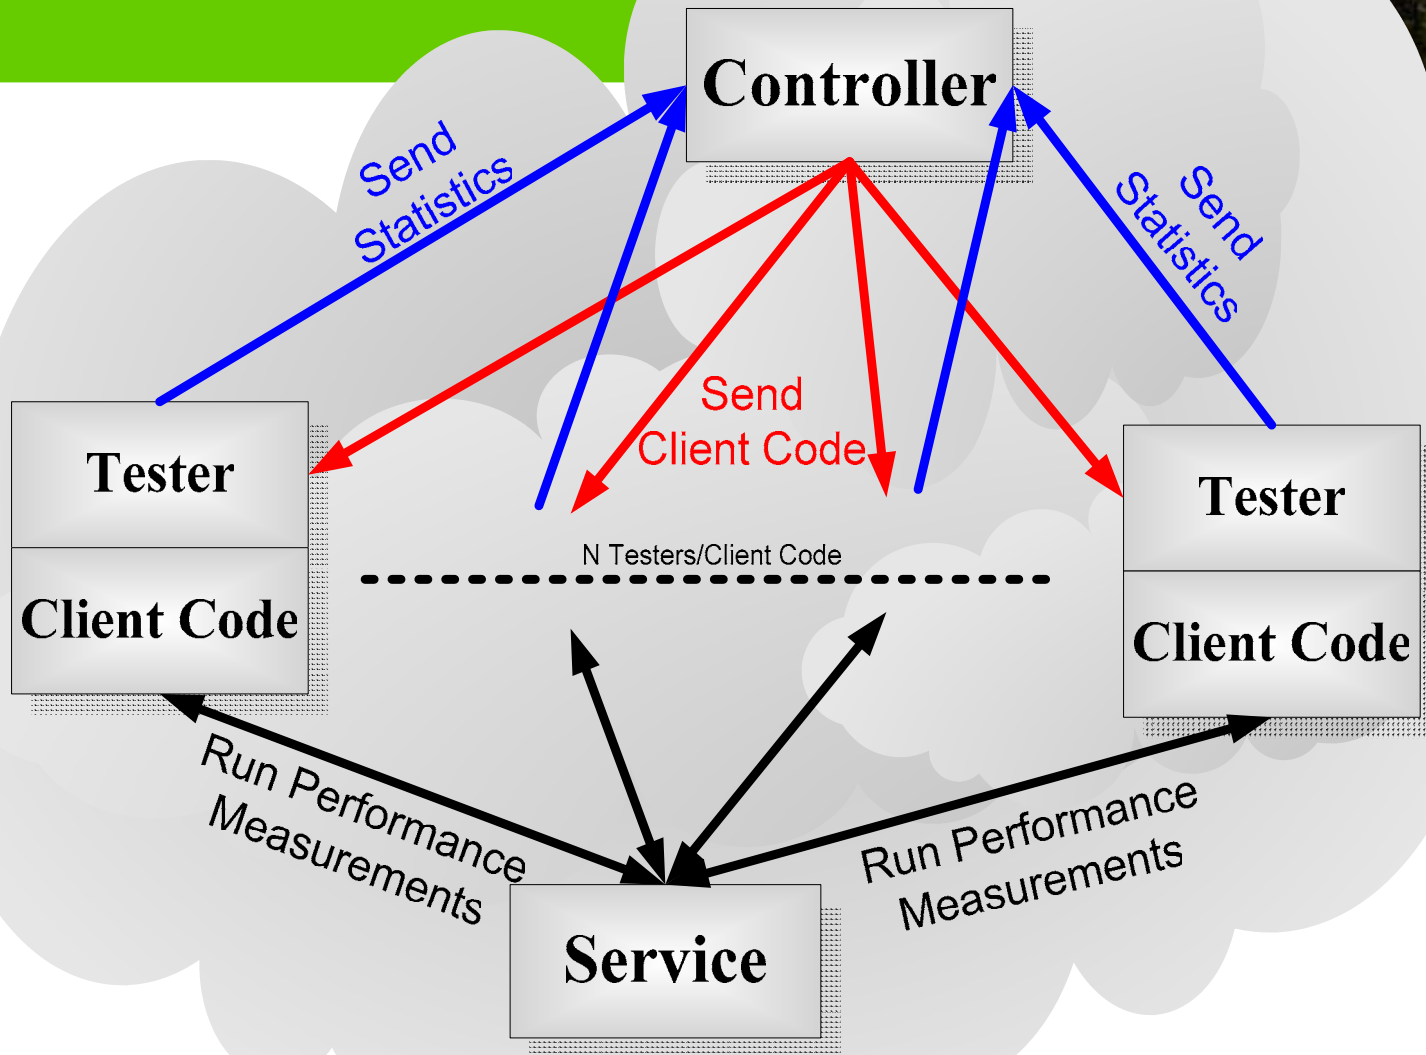 Controller
Send
Statistics
Send
Statistics
Send
Client Code
Tester
Client Code
N Testers/Client Code
Tester
Client Code
Run Performance
Measurements
Run Performance
Measurements
Service